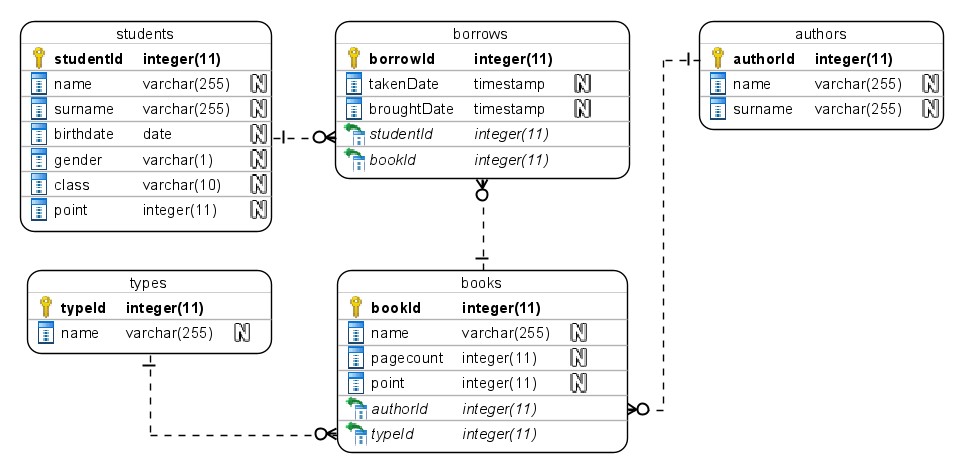 students
studentId integer(11)
name varchar(255) N
surname varchar(255) N
birthdate date N
gender varchar(1) N
class varchar(10) N
point integer(11) N
borrows
borrowId integer(11)
takenDate timestamp N
broughtDate timestamp N
studentId integer(11)
bookId integer(11)
authors
authorId integer(11)
name varchar(255) N
surname varchar(255) N
types
typeId integer(11)
name varchar(255) N
books
bookId integer(11)
name varchar(255) N
pagecount integer(11) N
point integer(11) N
authorId integer(11)
typeId integer(11)